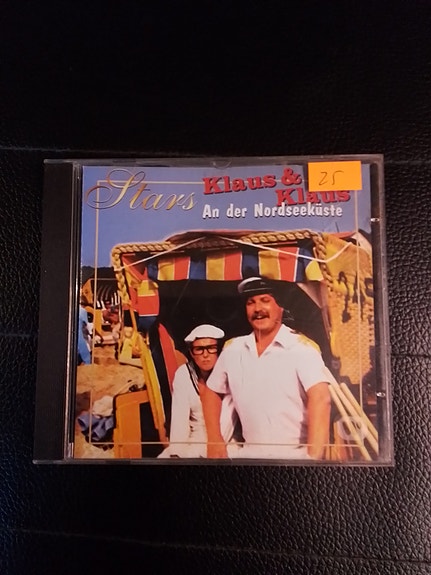 Stars
Klaus &
Klaus
An der Nordseeküste
25